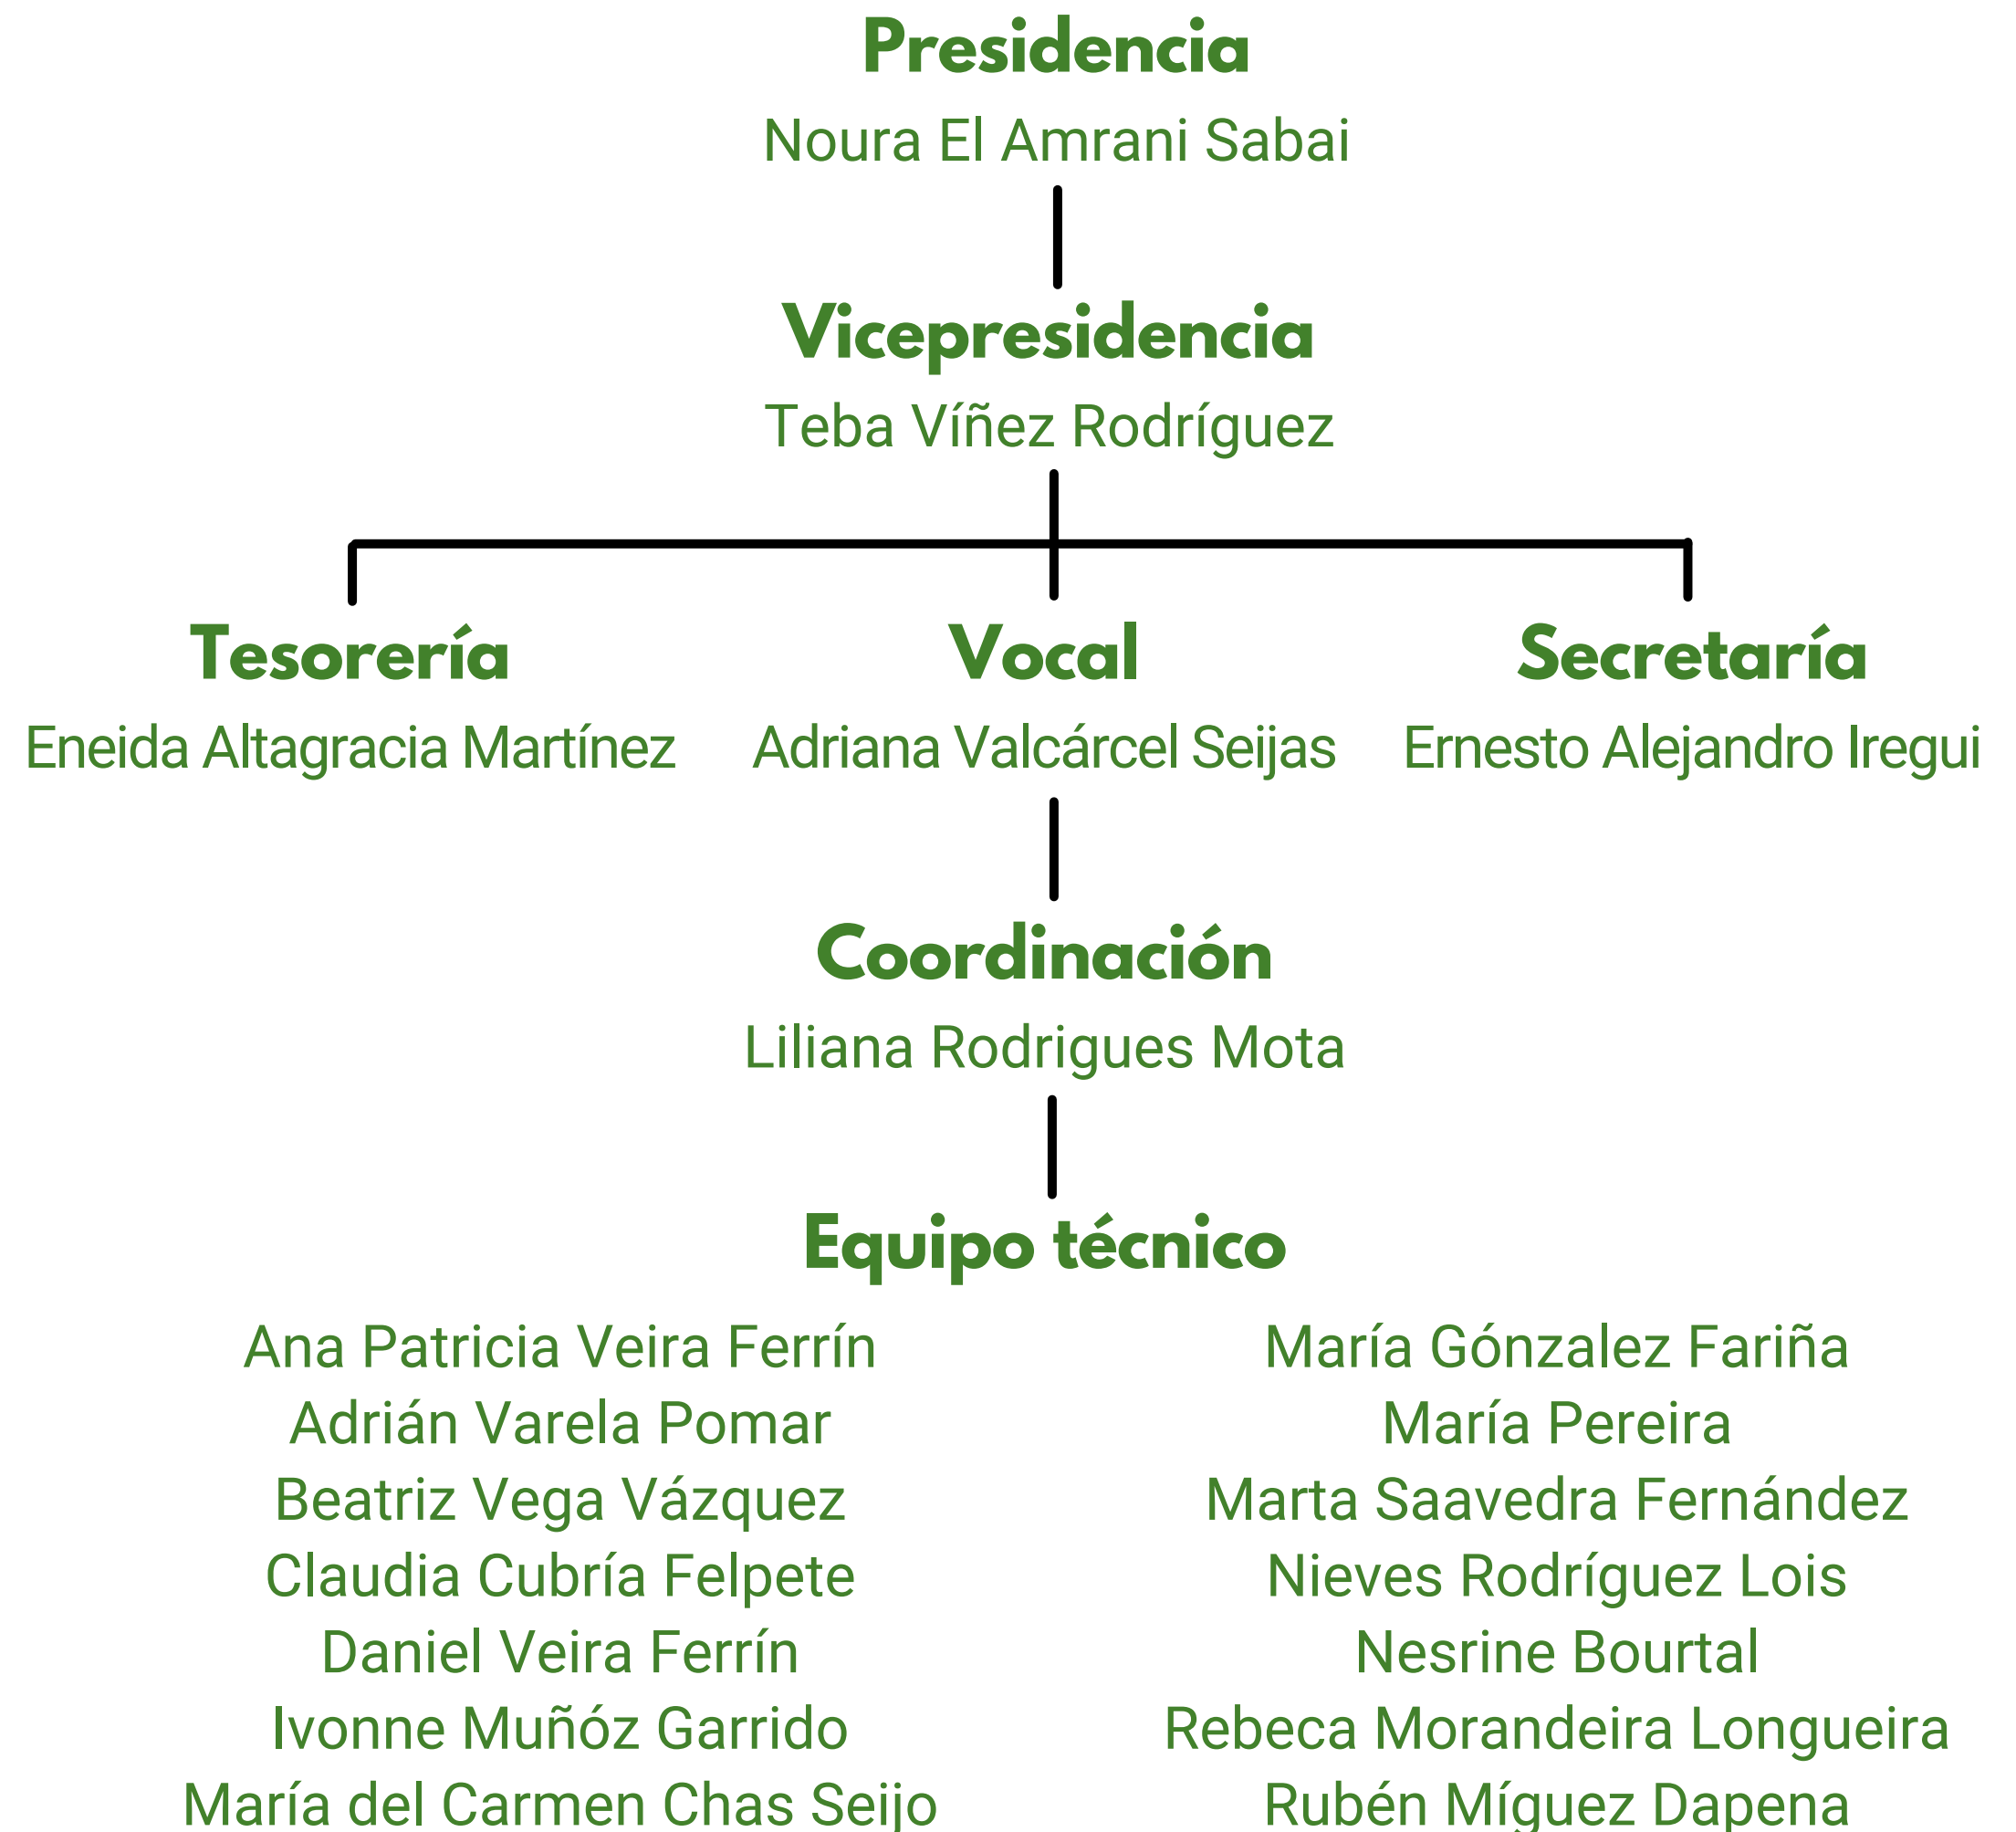 Presidencia
Noura El Amrani Sabai
Vicepresidencia
Teba Víñez Rodríguez
Tesorería
Vocal
Secretaría
Eneida Altagracia Martínez
Adriana Valcárcel Seijas
Ernesto Alejandro Iregui
Coordinación
Liliana Rodrigues Mota
Equipo técnico
Ana Patricia Veira Ferrín
María Gónzalez Fariña
Adrián Varela Pomar
María Pereira
Beatriz Vega Vázquez
Marta Saavedra Fernández
Claudia Cubría Felpete
Nieves Rodríguez Lois
Daniel Veira Ferrín
Nesrine Bourtal
Ivonne Muñóz Garrido
Rebeca Morandeira Longueira
María del Carmen Chas Seijo
Rubén Míguez Dapena